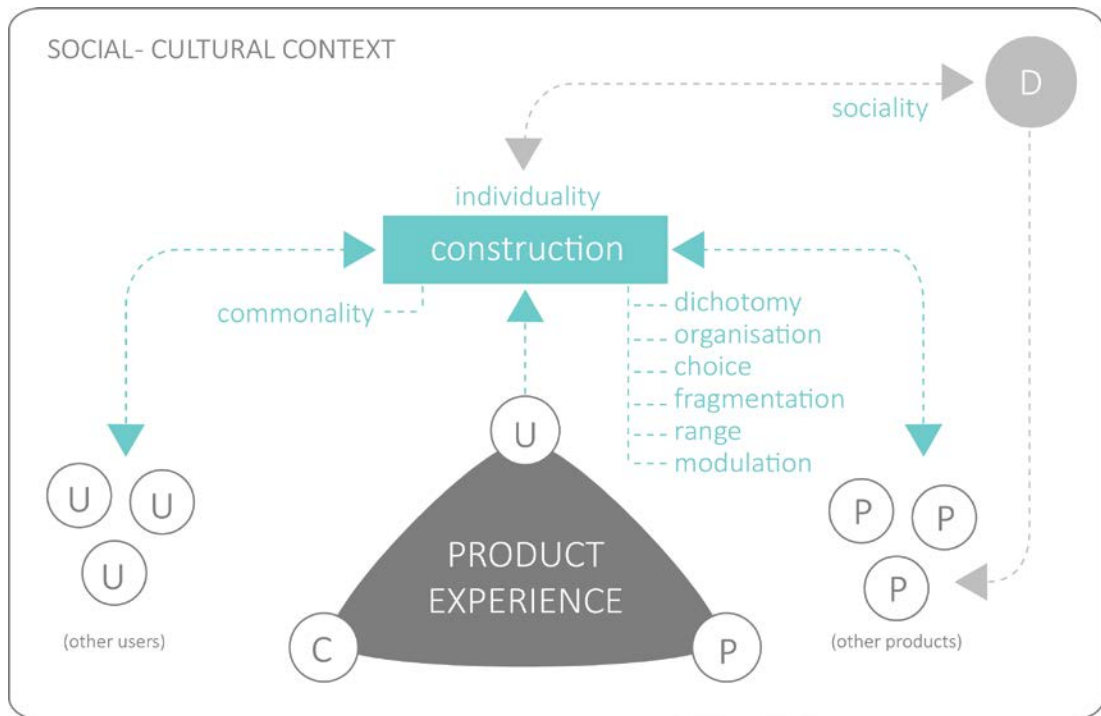 SOCIAL- CULTURAL CONTEXT
D
sociality
individuality
construction
commonality
dichotomy
organisation
choice
fragmentation
range
modulation
U
U
U
U
(other users)
PRODUCT
EXPERIENCE
C
P
P
P
P
(other products)